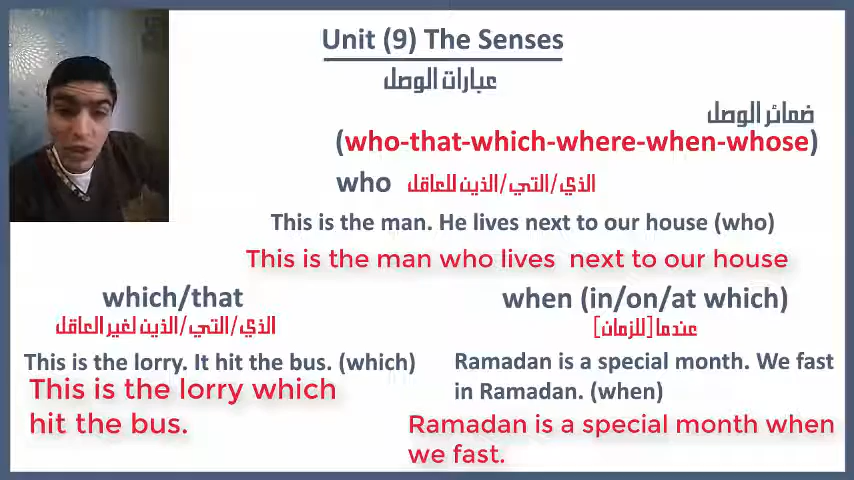 Unit (9) The Senses
عبارات الوصل
ضمائر الوصل
(who-that-which-where-when-whose)
who الذي/التي/الذين للعاقل
This is the man. He lives next to our house (who)
This is the man who lives next to our house
which/that
الذي/التي/الذين لغير العاقل
This is the lorry. It hit the bus. (which)
This is the lorry which
hit the bus.
when (in/on/at which)
عندما [للزمان]
Ramadan is a special month. We fast
in Ramadan. (when)
Ramadan is a special month when
we fast.